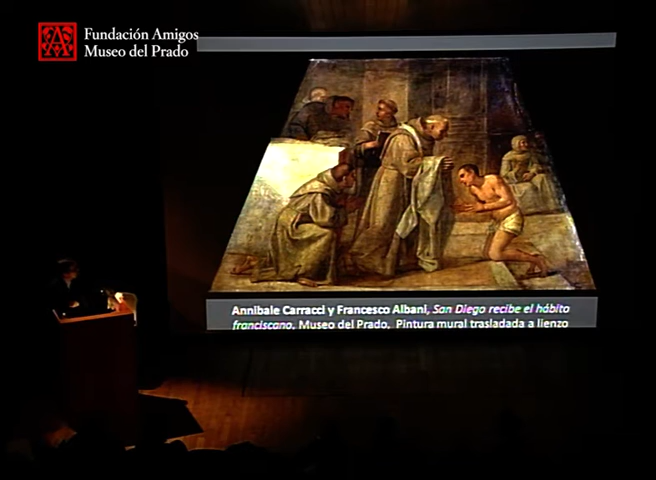 Fundación Amigos
Museo del Prado
Annibale Carracci y Francesco Albani, San Diego recibe el hábito
franciscano, Museo del Prado, Pintura mural trasladada a lienzo